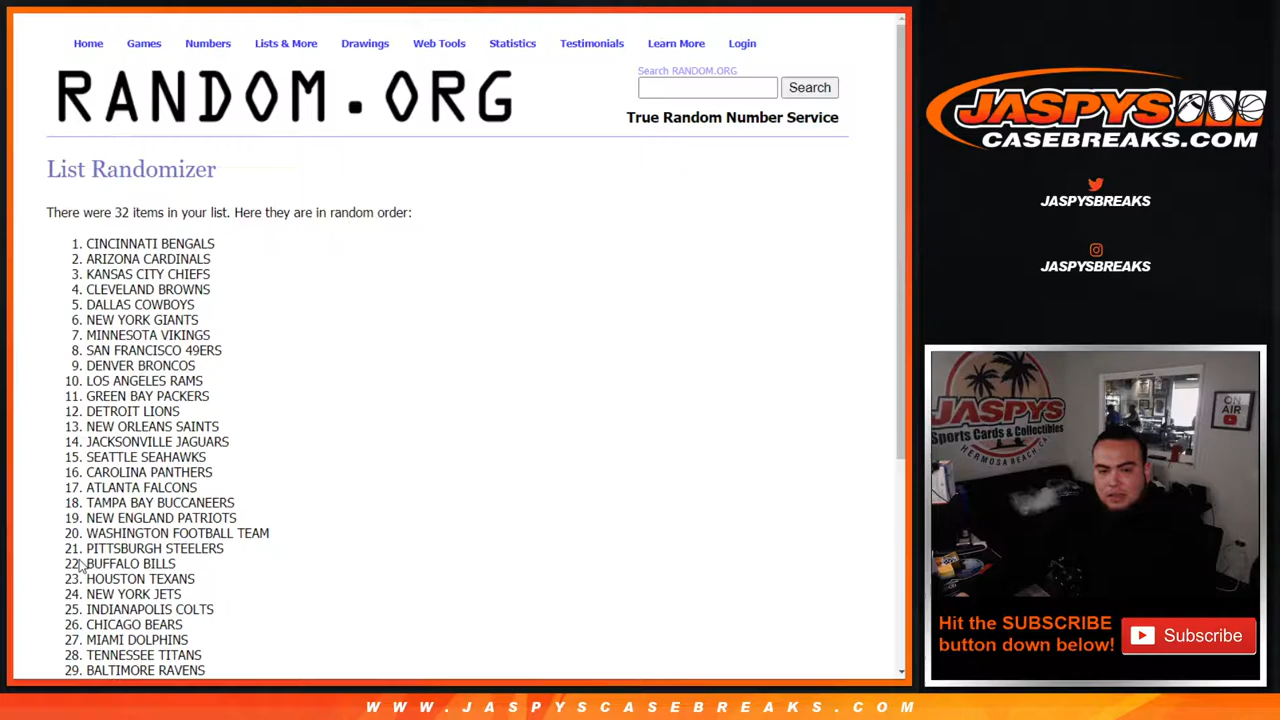 Home Games Numbers Lists & More Drawings Web Tools Statistics Testimonials Learn More Login
RANDOM.ORG
Search RANDOM.ORG
Search
True Random Number Service
List Randomizer
There were 32 items in your list. Here they are in random order:
1. CINCINNATI BENGALS
2. ARIZONA CARDINALS
3. KANSAS CITY CHIEFS
4. CLEVELAND BROWNS
5. DALLAS COWBOYS
6. NEW YORK GIANTS
7. MINNESOTA VIKINGS
8. SAN FRANCISCO 49ERS
9. DENVER BRONCOS
10. LOS ANGELES RAMS
11. GREEN BAY PACKERS
12. DETROIT LIONS
13. NEW ORLEANS SAINTS
14. JACKSONVILLE JAGUARS
15. SEATTLE SEAHAWKS
16. CAROLINA PANTHERS
17. ATLANTA FALCONS
18. TAMPA BAY BUCCANEERS
19. NEW ENGLAND PATRIOTS
20. WASHINGTON FOOTBALL TEAM
21. PITTSBURGH STEELERS
22. BUFFALO BILLS
23. HOUSTON TEXANS
24. NEW YORK JETS
25. INDIANAPOLIS COLTS
26. CHICAGO BEARS
27. MIAMI DOLPHINS
28. TENNESSEE TITANS
29. BALTIMORE RAVENS
JASPYS
CASEBREAKS.COM
JASPYSBREAKS
JASPYSBREAKS
JASPYS
Sports Cards & Collectibles
HERMOSA BEACH, CA
ON
AIR
Hit the SUBSCRIBE
button down below!
Subscribe
WWW.JASPYSCASEBREAKS.COM